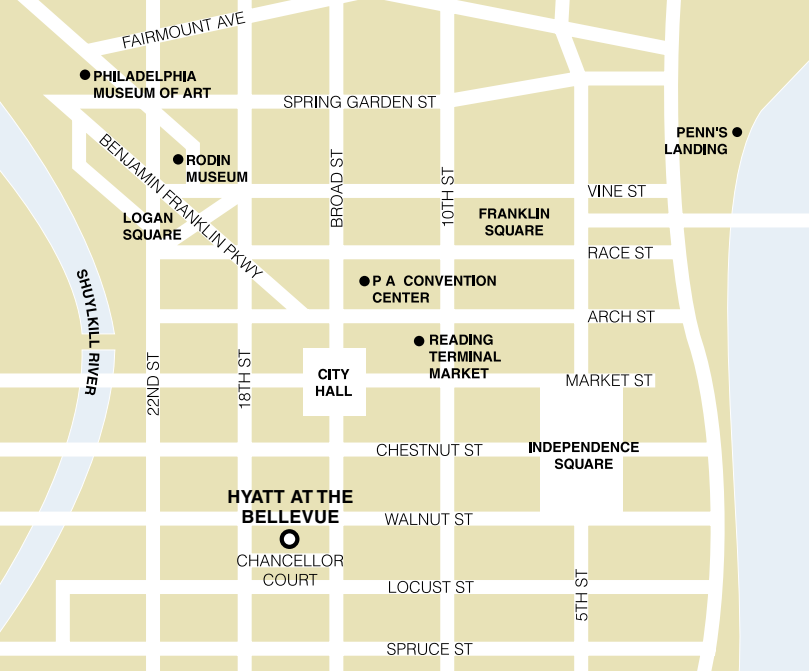 FAIRMOUNT AVE
PHILADELPHIA
MUSEUM OF ART
SPRING GARDEN ST
PENN'S
LANDING
BENJAMIN FRANKLIN PKWY
RODIN
MUSEUM
BROAD ST
10TH ST
VINE ST
LOGAN
SQUARE
FRANKLIN
SQUARE
RACE ST
P A CONVENTION
CENTER
SHUYLKILL RIVER
ARCH ST
READING
TERMINAL
MARKET
22ND ST
18TH ST
CITY
HALL
MARKET ST
CHESTNUT ST
INDEPENDENCE
SQUARE
HYATT AT THE
BELLEVUE
WALNUT ST
CHANCELLOR
COURT
LOCUST ST
5TH ST
SPRUCE ST